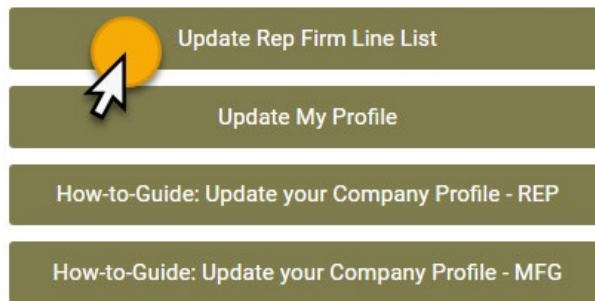 Update Rep Firm Line List
Update My Profile
How-to-Guide: Update your Company Profile - REP
How-to-Guide: Update your Company Profile - MFG